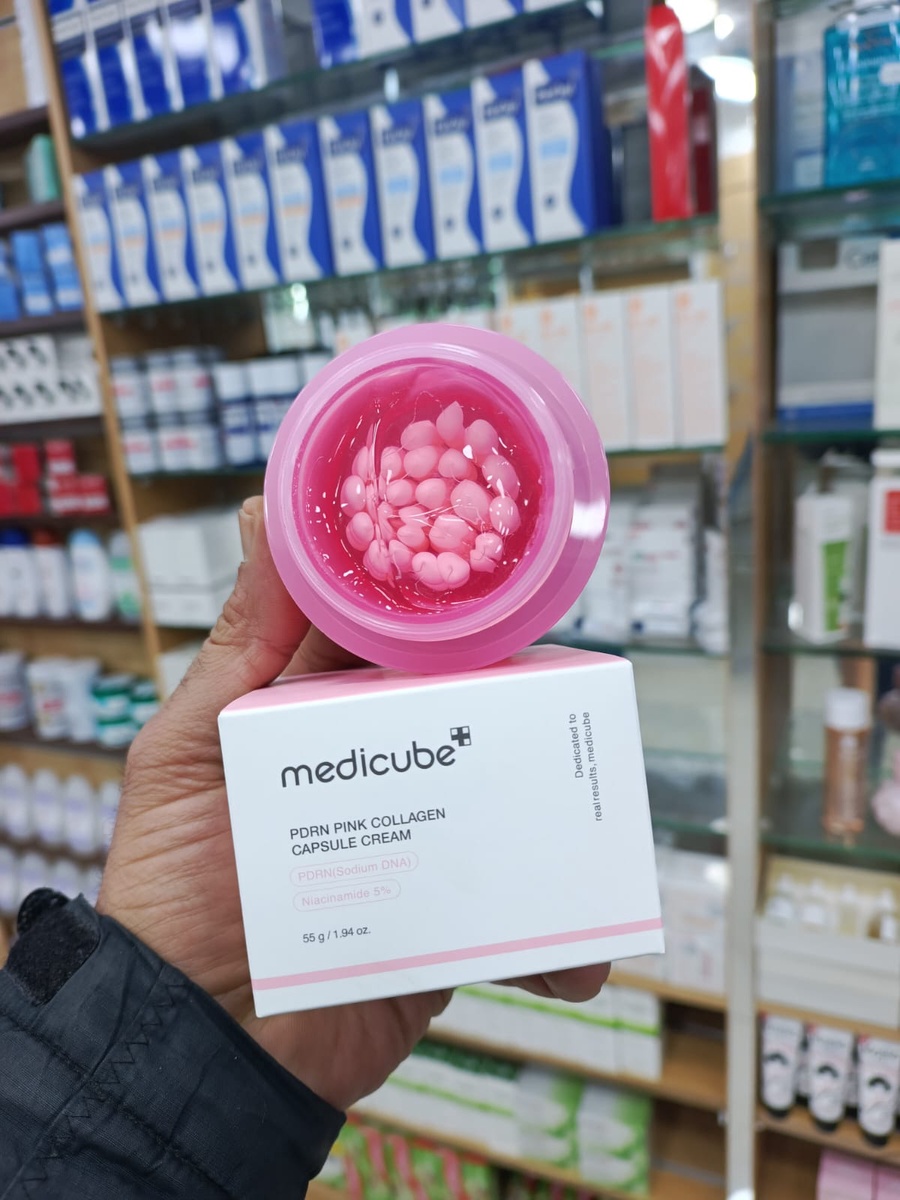 medicube
PDRN PINK COLLAGEN
CAPSULE CREAM
PDRN(Sodium DNA)
Niacinamide 5%
55 g / 1.94 oz.
Dedicated to
real results, medicube